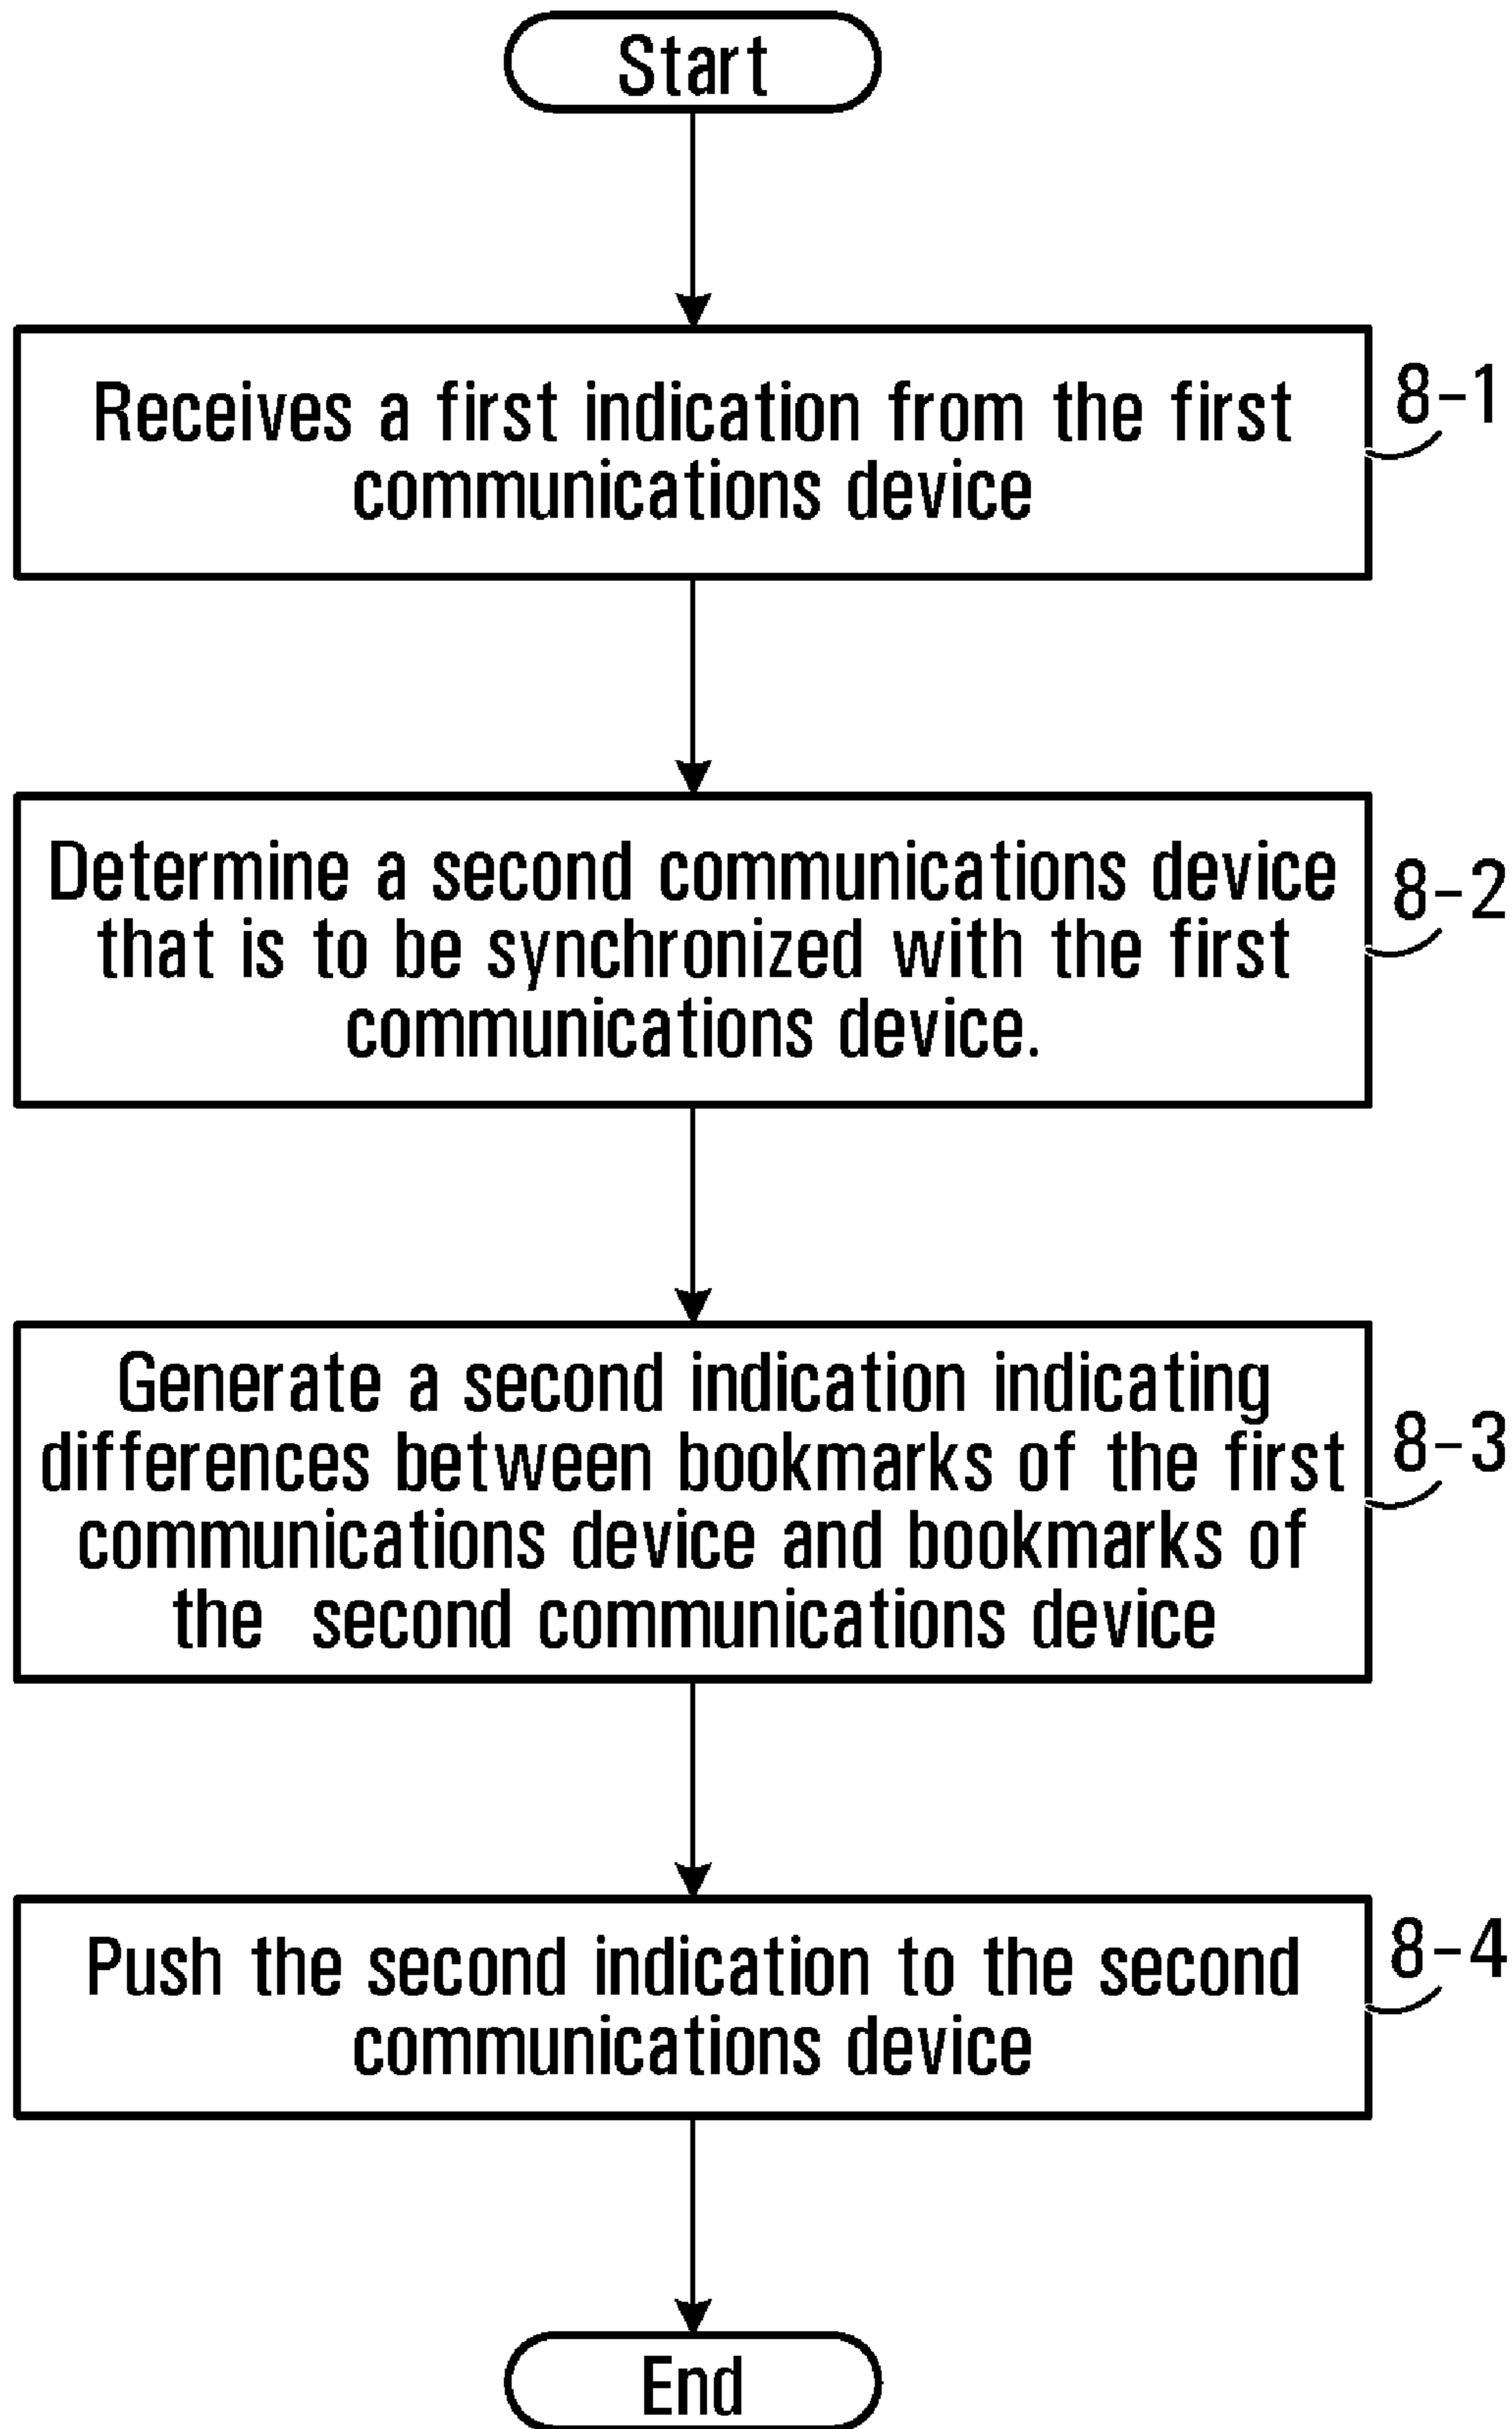 Start
Receives a first indication from the first
communications device
8-1
Determine a second communications device
that is to be synchronized with the first
communications device.
8-2
Generate a second indication indicating
differences between bookmarks of the first
communications device and bookmarks of
the second communications device
8-3
Push the second indication to the second
communications device
8-4
End